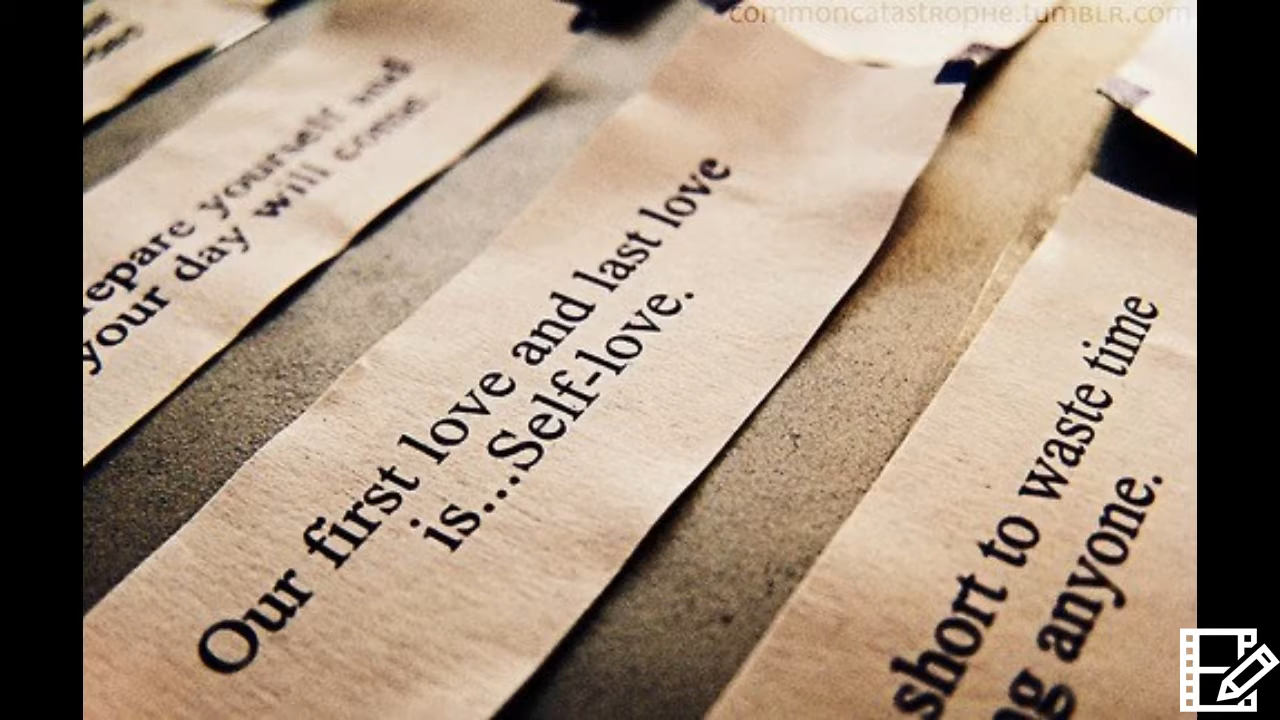 commoncatastrophe.tumblr.com
yourself and
your day will come
Our first love and last love
is...Self-love.
short to waste time
anyone.